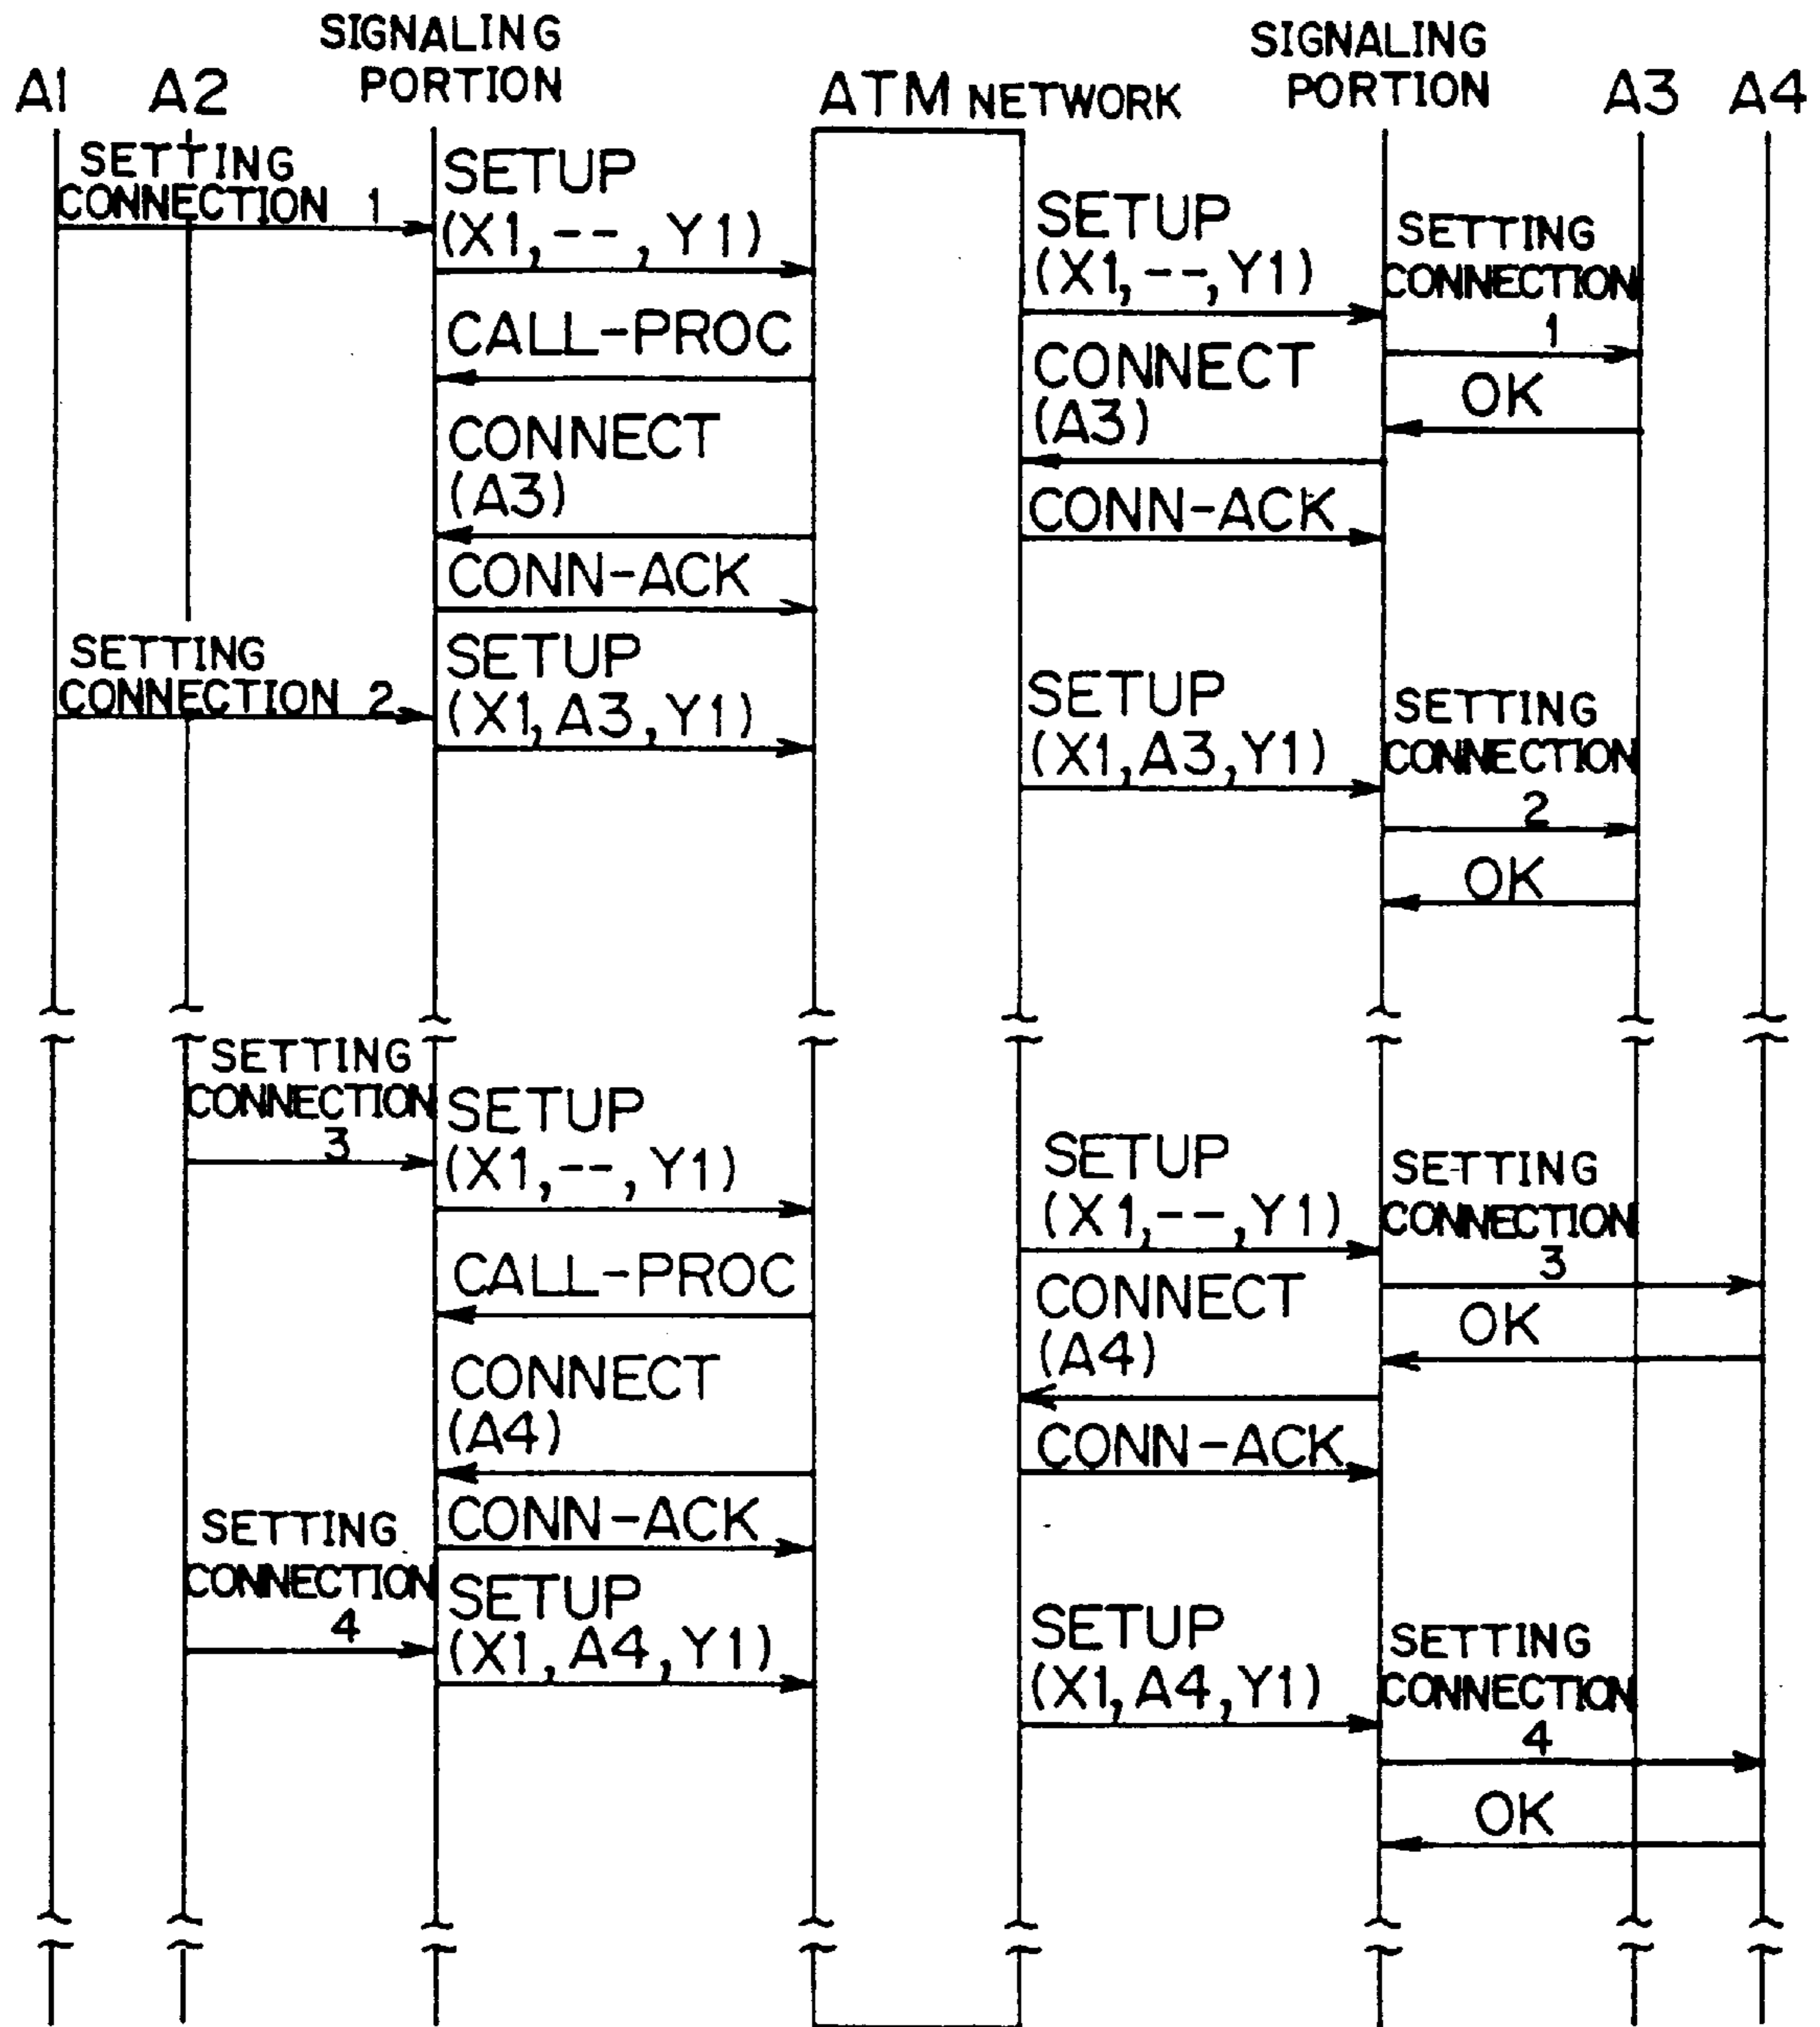 SIGNALING
PORTION
SIGNALING
PORTION
A1
A2
ATM NETWORK
A3
A4
SETTING
CONNECTION 1
SETUP
(X1,--,Y1)
SETUP
(X1,--,Y1)
SETTING
CONNECTION
1
CALL-PROC
CONNECT
(A3)
OK
CONNECT
(A3)
CONN-ACK
CONN-ACK
SETTING
CONNECTION 2
SETUP
(X1,A3,Y1)
SETUP
(X1,A3,Y1)
SETTING
CONNECTION
2
OK
SETTING
CONNECTION
3
SETUP
(X1,--,Y1)
SETUP
(X1,--,Y1)
SETTING
CONNECTION
3
CALL-PROC
CONNECT
(A4)
OK
CONNECT
(A4)
CONN-ACK
CONN-ACK
SETTING
CONNECTION
4
SETUP
(X1,A4,Y1)
SETUP
(X1,A4,Y1)
SETTING
CONNECTION
4
OK